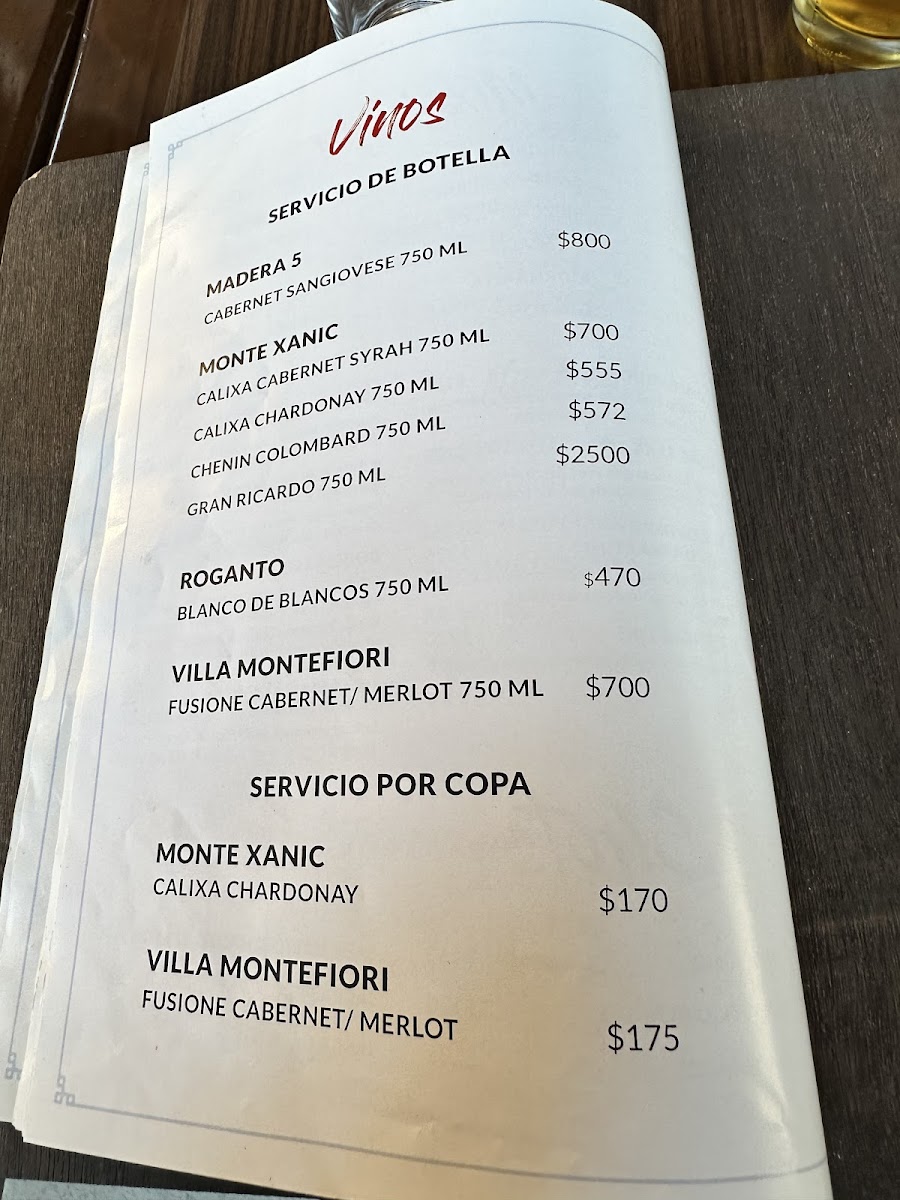 Vinos
SERVICIO DE BOTELLA
MADERA 5
CABERNET SANGIOVESE 750 ML $800
MONTE XANIC
CALIXA CABERNET SYRAH 750 ML $700
CALIXA CHARDONAY 750 ML $555
CHENIN COLOMBARD 750 ML $572
GRAN RICARDO 750 ML $2500
ROGANTO
BLANCO DE BLANCOS 750 ML $470
VILLA MONTEFIORI
FUSIONE CABERNET/ MERLOT 750 ML $700
SERVICIO POR COPA
MONTE XANIC
CALIXA CHARDONAY $170
VILLA MONTEFIORI
FUSIONE CABERNET/ MERLOT $175